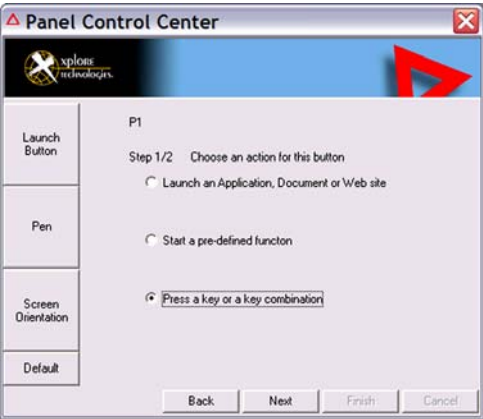 Panel Control Center
xplore
technologies.
Launch
Button
Pen
Screen
Orientation
Default
P1
Step 1/2 Choose an action for this button
Launch an Application, Document or Web site
Start a pre-defined functon
Press a key or a key combination
Back Next Finish Cancel